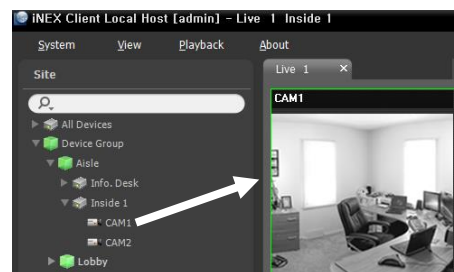 iNEX Client Local Host [admin] - Live 1 Inside 1
System View Playback About
Site
Live 1 ×
All Devices
Device Group
Aisle
Info. Desk
Inside 1
CAM1
CAM2
Lobby
CAM1